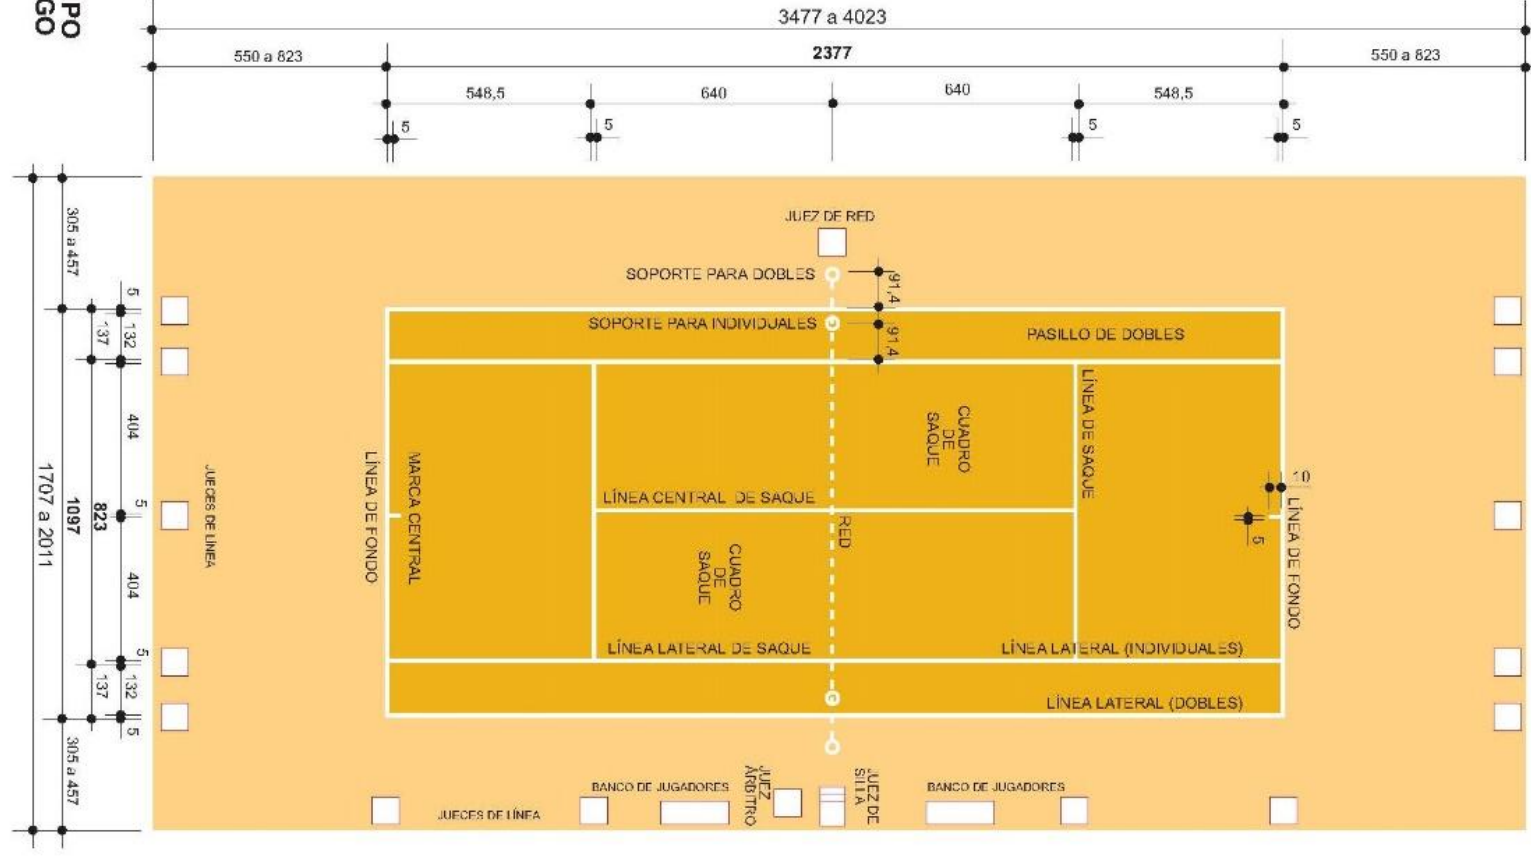 PO
GO
3477 a 4023
550 a 823
2377
550 a 823
548,5
640
640
548,5
5
5
5
5
305 a 457
5
132
137
404
5
404
823
1097
1707 a 2011
5
132
137
5
305 a 457
JUECES DE LÍNEA
JUEZ DE RED
SOPORTE PARA DOBLES
91,4
SOPORTE PARA INDIVIDUALES
91,4
PASILLO DE DOBLES
LÍNEA DE FONDO
MARCA CENTRAL
LÍNEA CENTRAL DE SAQUE
CUADRO
DE
SAQUE
LÍNEA DE SAQUE
RED
CUADRO
DE
SAQUE
10
5
LÍNEA DE FONDO
LÍNEA LATERAL DE SAQUE
LÍNEA LATERAL (INDIVIDUALES)
LÍNEA LATERAL (DOBLES)
JUECES DE LÍNEA
BANCO DE JUGADORES
JUEZ
ÁRBITRO
JUEZ DE
SILLA
BANCO DE JUGADORES